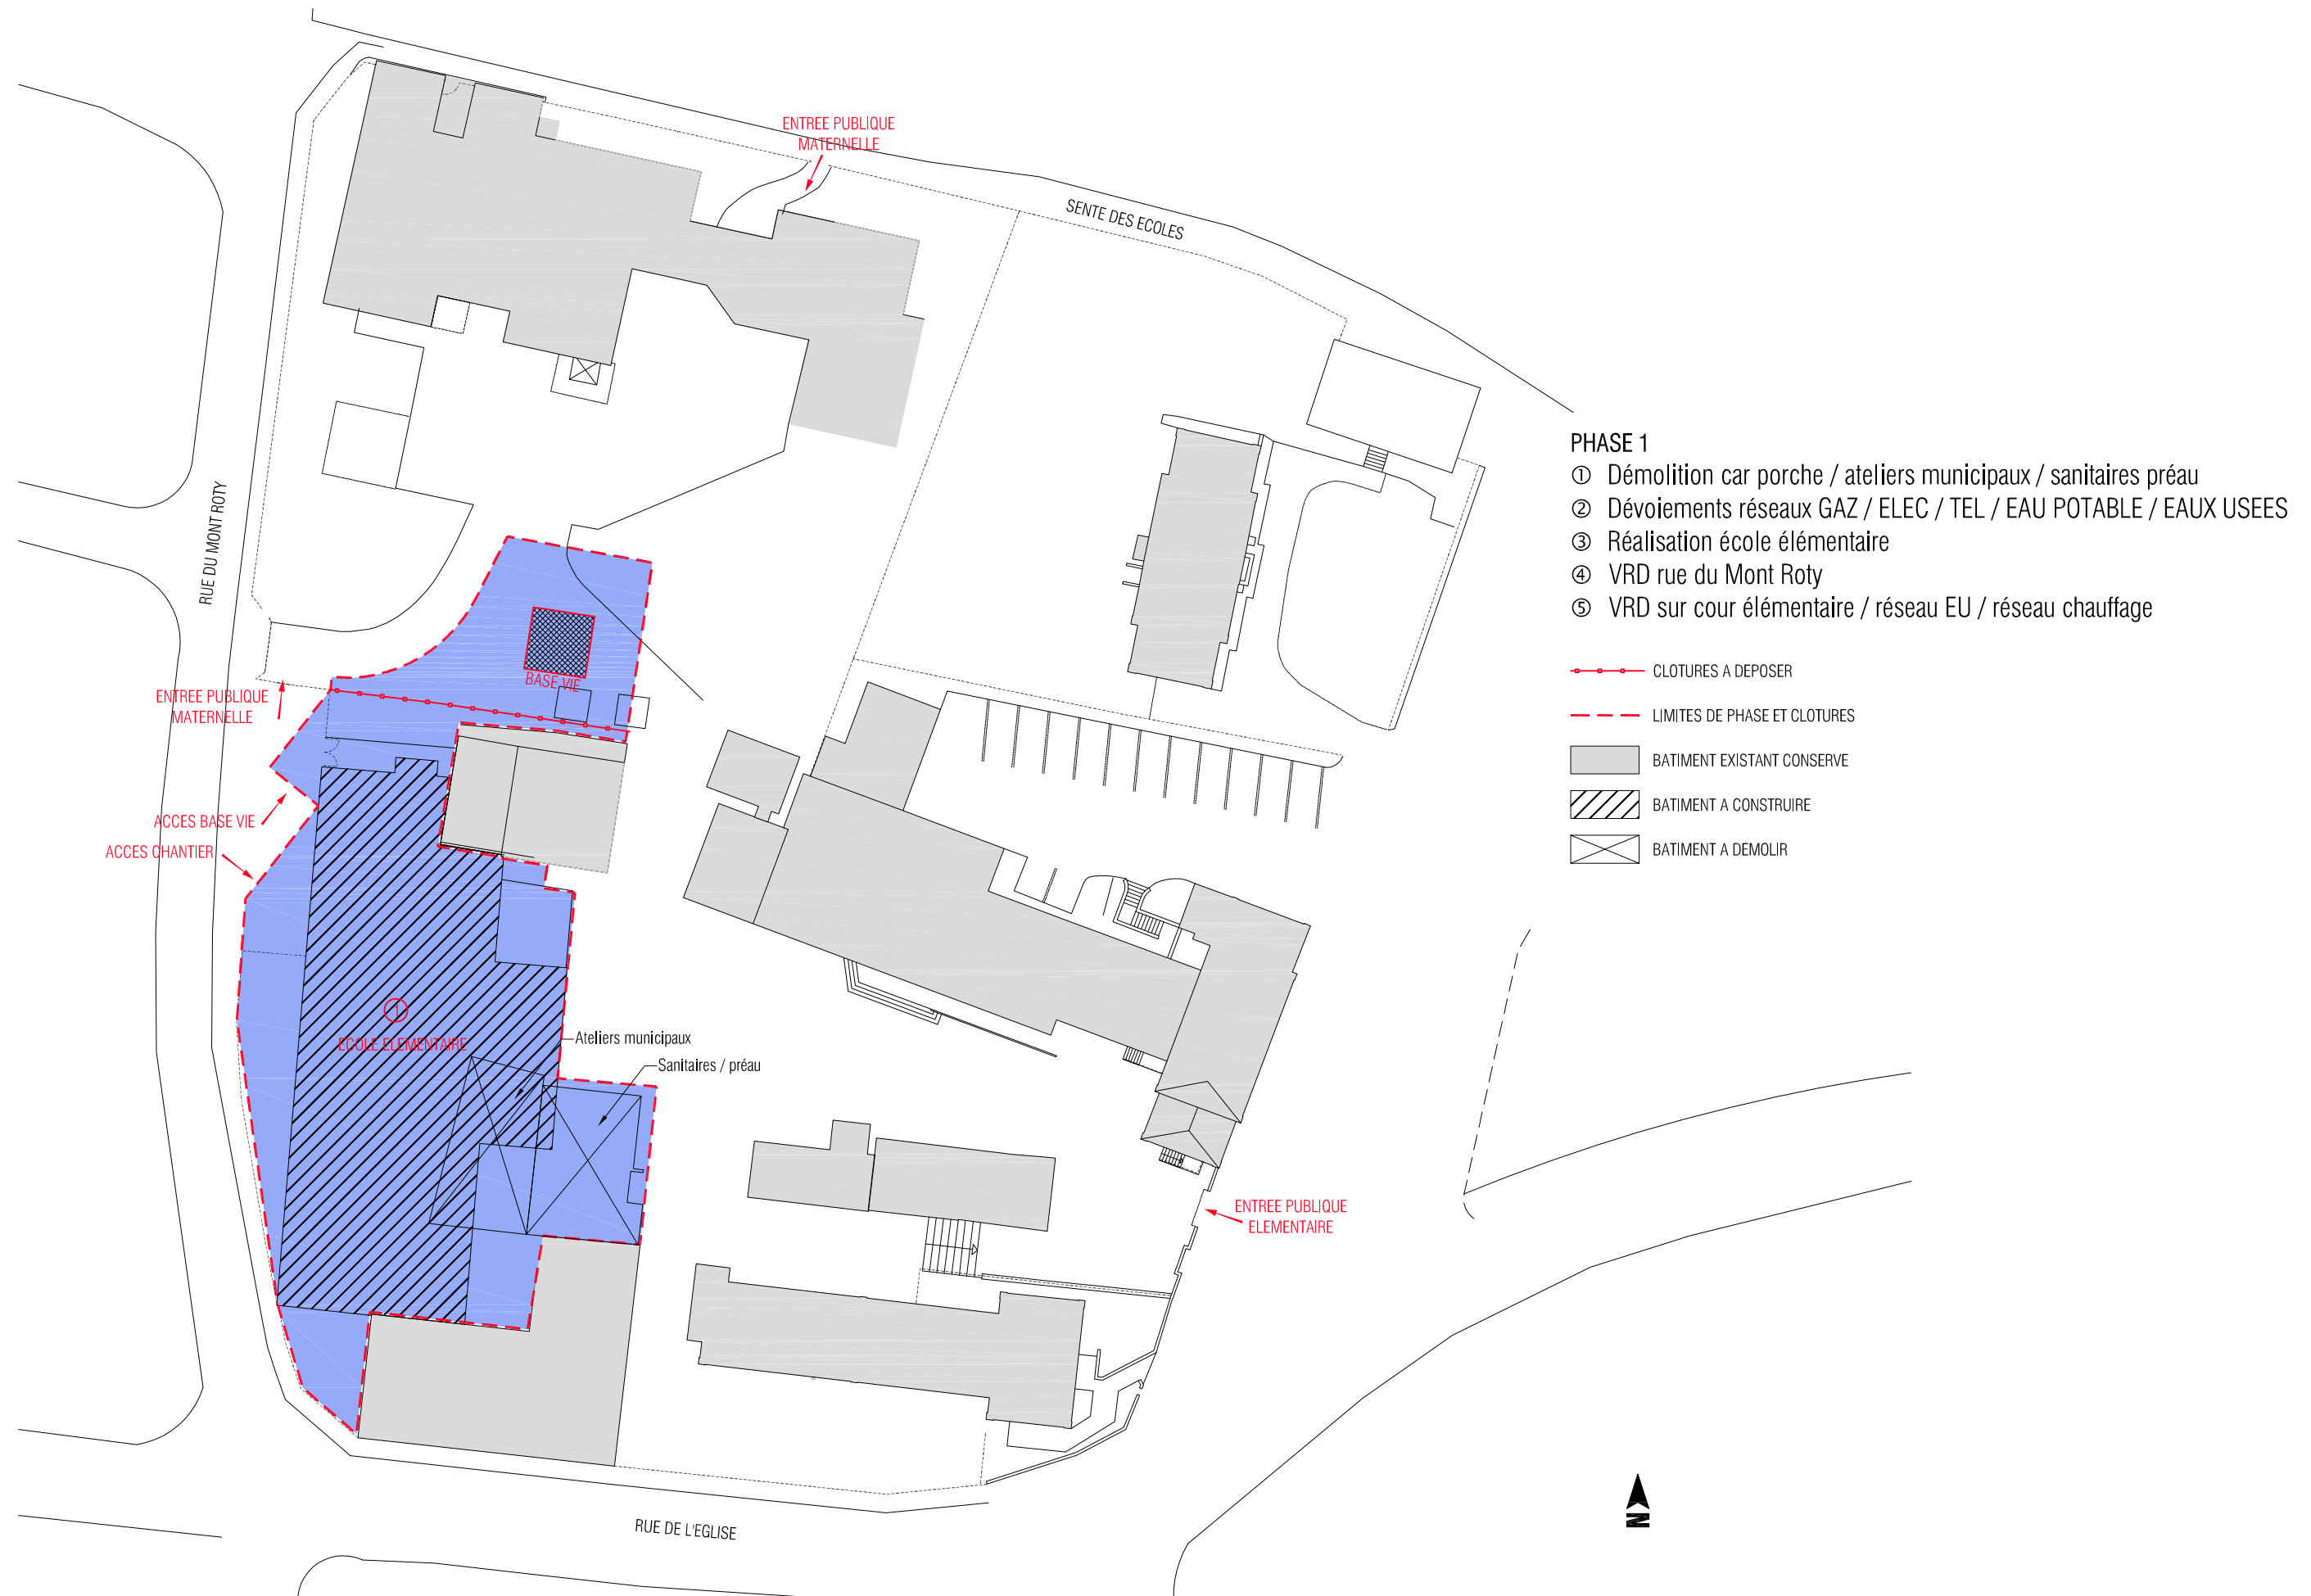 ENTREE PUBLIQUE
MATERNELLE
SENTE DES ECOLES
RUE DU MONT ROTY
PHASE 1
① Démolition car porche / ateliers municipaux / sanitaires préau
② Dévoiements réseaux GAZ / ELEC / TEL / EAU POTABLE / EAUX USEES
③ Réalisation école élémentaire
④ VRD rue du Mont Roty
⑤ VRD sur cour élémentaire / réseau EU / réseau chauffage
CLOTURES A DEPOSER
LIMITES DE PHASE ET CLOTURES
BATIMENT EXISTANT CONSERVE
BATIMENT A CONSTRUIRE
BATIMENT A DEMOLIR
BASE VIE
ENTREE PUBLIQUE
MATERNELLE
ACCES BASE VIE
ACCES CHANTIER
①
ECOLE ELEMENTAIRE
Ateliers municipaux
Sanitaires / préau
ENTREE PUBLIQUE
ELEMENTAIRE
RUE DE L'EGLISE
N